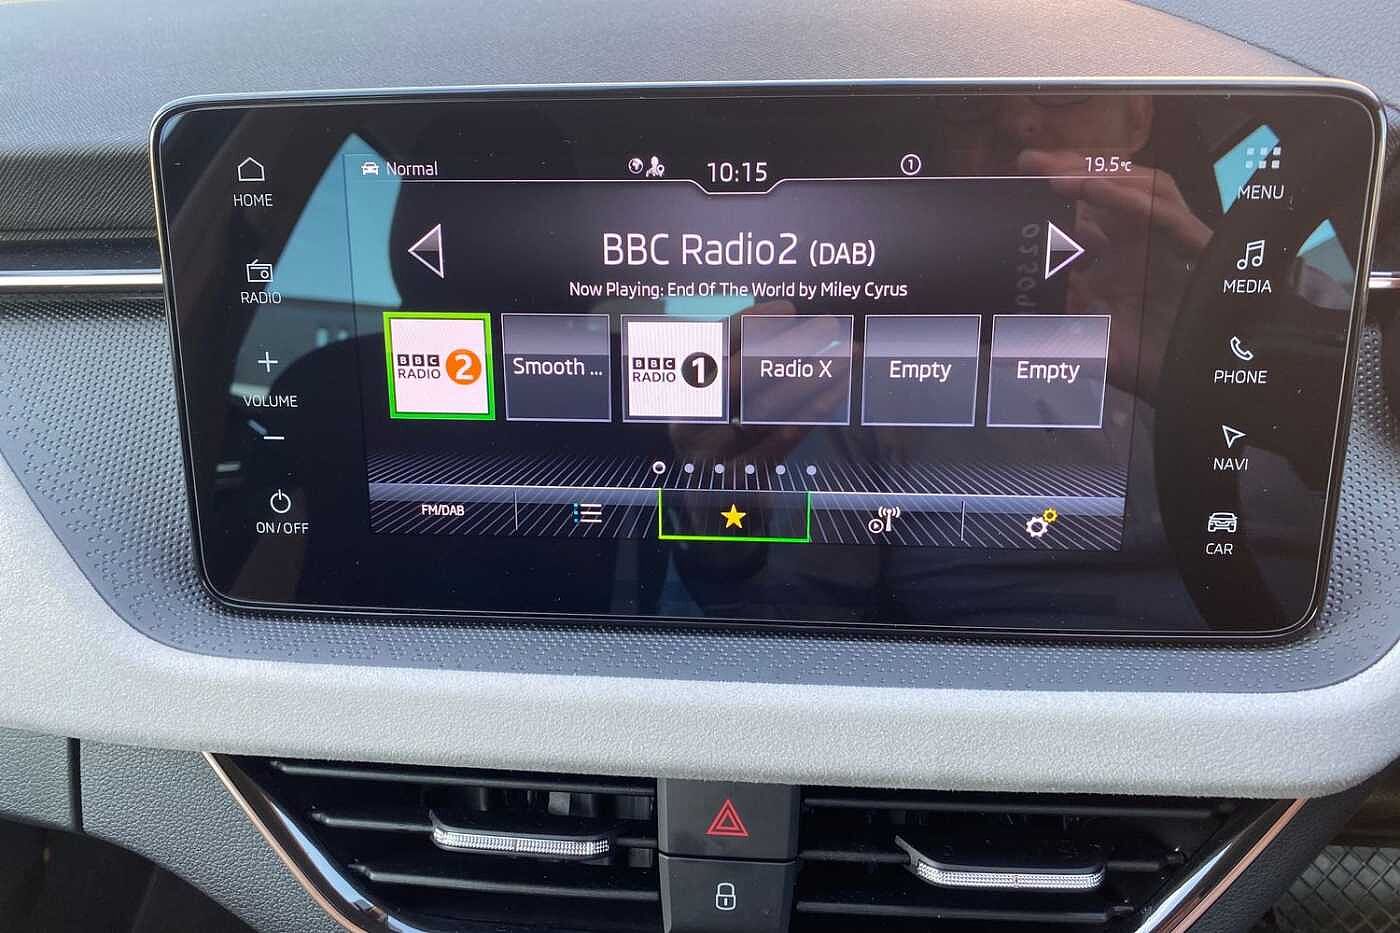 Normal
10:15
1
19.5°C
HOME
RADIO
VOLUME
ON/OFF
BBC Radio2 (DAB)
Now Playing: End Of The World by Miley Cyrus
BBC
RADIO 2
Smooth ...
BBC
RADIO 1
Radio X
Empty
Empty
FM/DAB
MENU
MEDIA
PHONE
NAVI
CAR